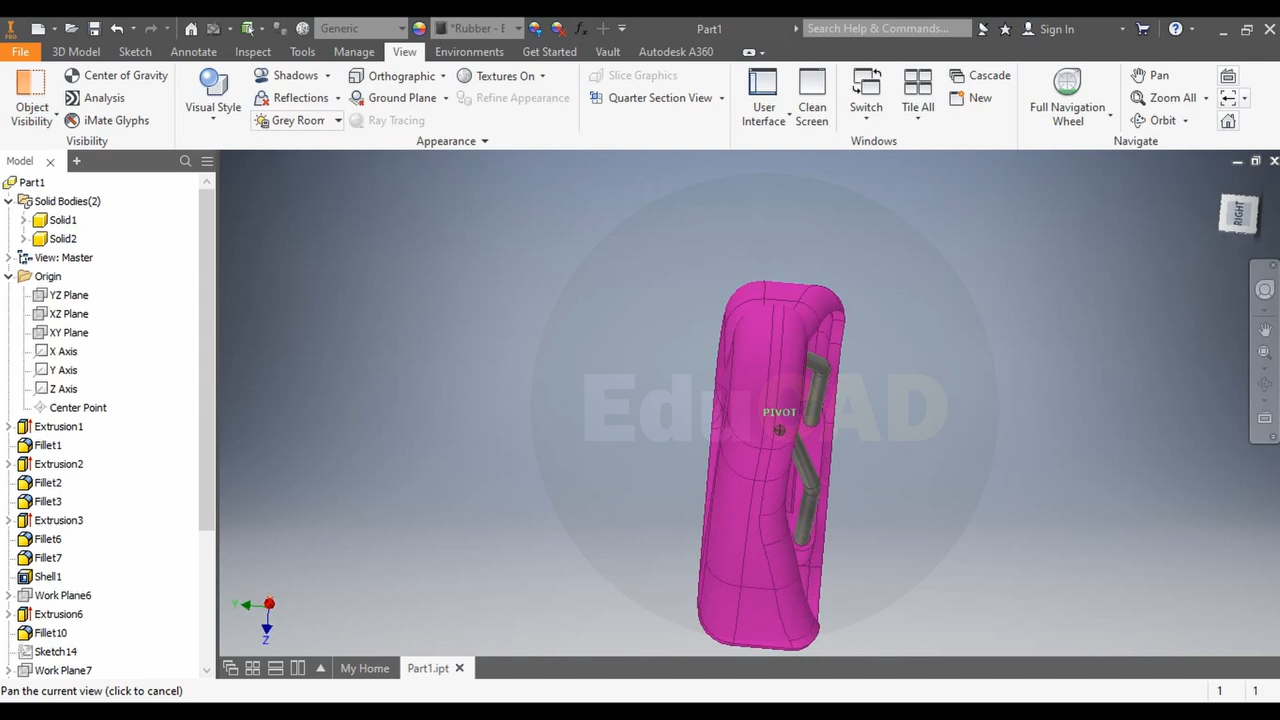 PRO Generic *Rubber - E Part1 Search Help & Commands... Sign In
File 3D Model Sketch Annotate Inspect Tools Manage View Environments Get Started Vault Autodesk A360
Object Visibility
Center of Gravity
Analysis
iMate Glyphs
Visibility
Visual Style
Shadows
Reflections
Grey Room
Orthographic
Ground Plane
Ray Tracing
Textures On
Refine Appearance
Appearance
Slice Graphics
Quarter Section View
User Interface
Clean Screen
Switch
Tile All
Cascade
New
Windows
Full Navigation Wheel
Pan
Zoom All
Orbit
Navigate
Model
Part1
Solid Bodies(2)
Solid1
Solid2
View: Master
Origin
YZ Plane
XZ Plane
XY Plane
X Axis
Y Axis
Z Axis
Center Point
Extrusion1
Fillet1
Extrusion2
Fillet2
Fillet3
Extrusion3
Fillet6
Fillet7
Shell1
Work Plane6
Extrusion6
Fillet10
Sketch14
Work Plane7
RIGHT
EduCAD
PIVOT
Y
Z
My Home Part1.ipt
Pan the current view (click to cancel) 1 1